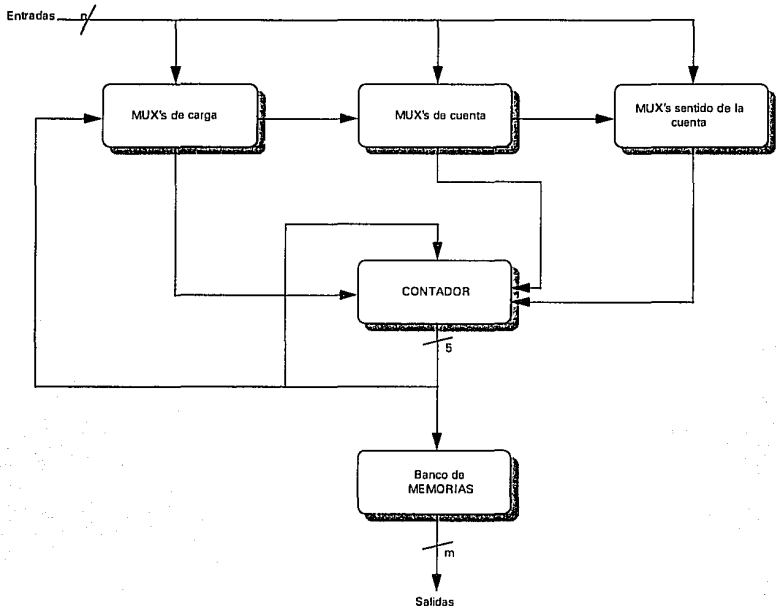 Entradas n
MUX's de carga
MUX's de cuenta
MUX's sentido de la
cuenta
CONTADOR
5
Banco de
MEMORIAS
m
Salidas